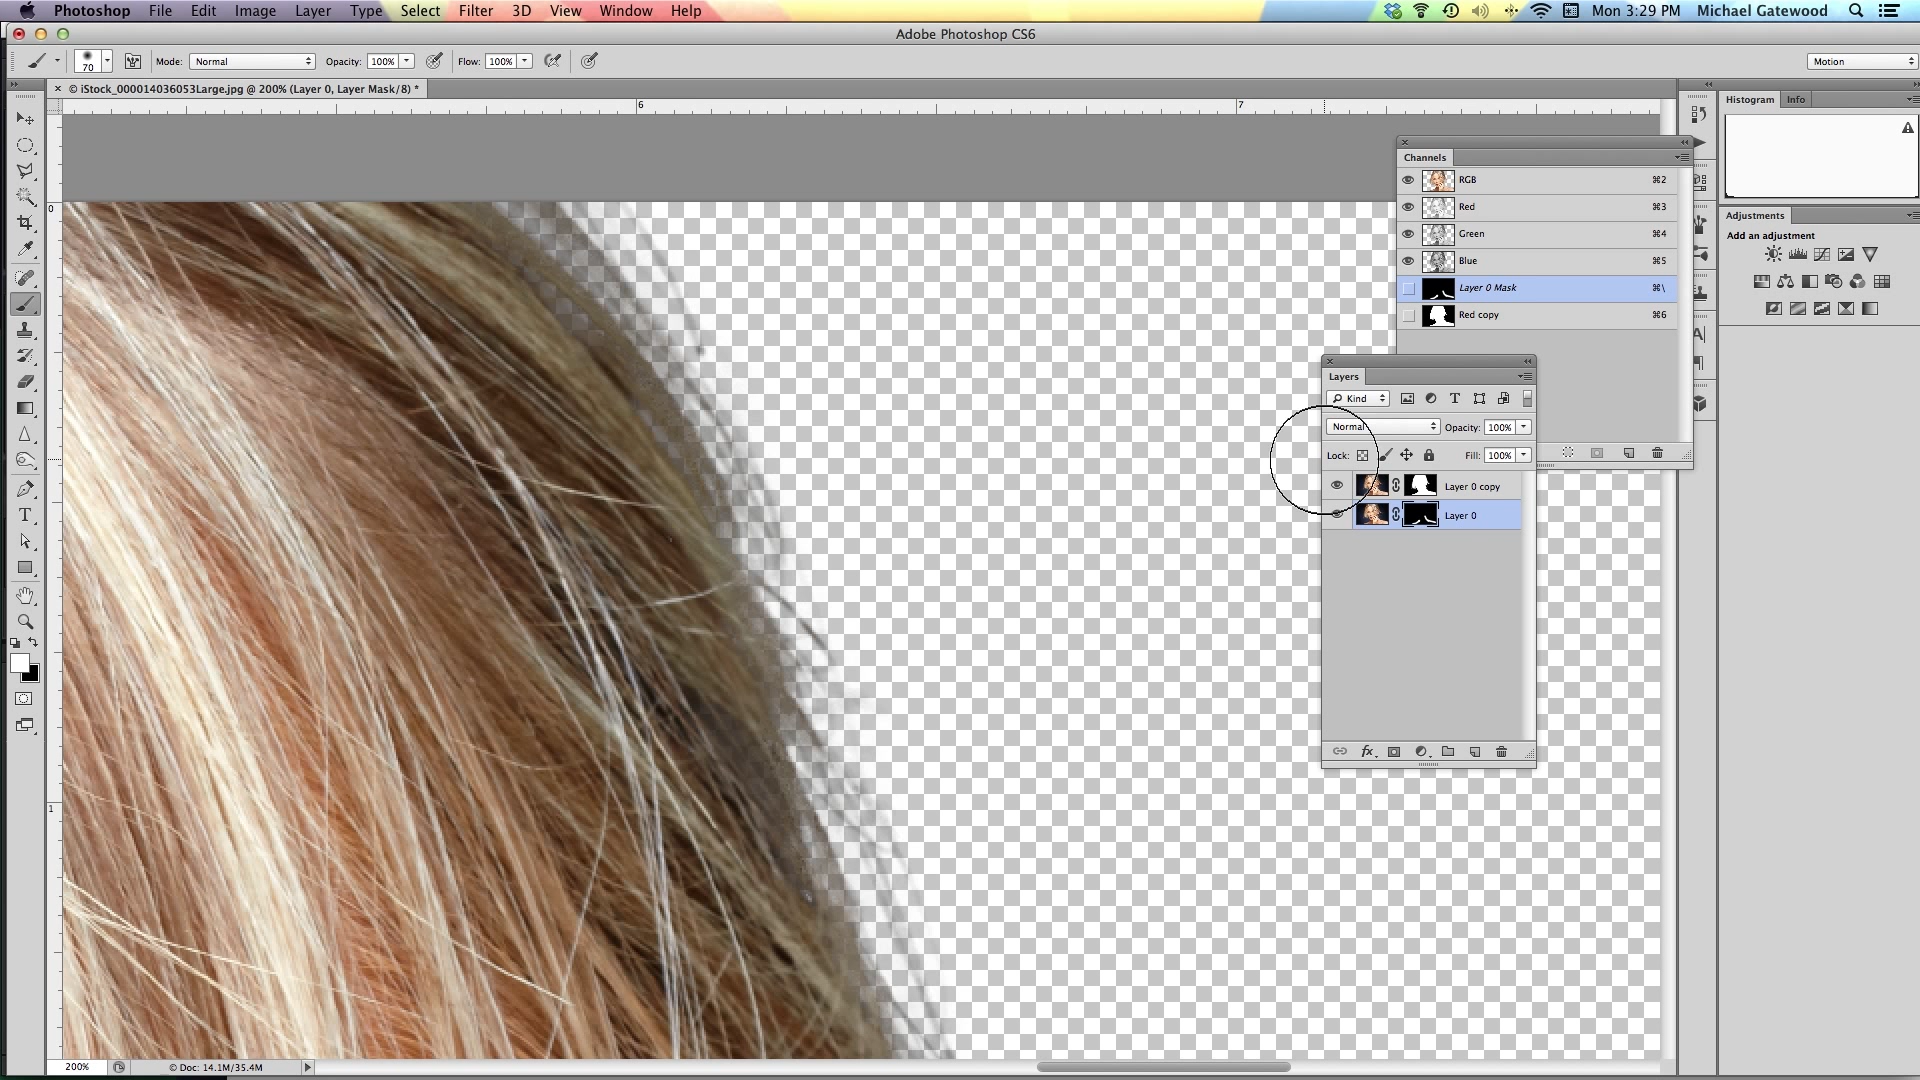 Photoshop File Edit Image Layer Type Select Filter 3D View Window Help
Mon 3:29 PM Michael Gatewood
Adobe Photoshop CS6
70 Mode: Normal Opacity: 100% Flow: 100% Motion
× © iStock_000014036053Large.jpg @ 200% (Layer 0, Layer Mask/8) *
6 7
0
1
Histogram Info
Adjustments
Add an adjustment
Channels
RGB ⌘2
Red ⌘3
Green ⌘4
Blue ⌘5
Layer 0 Mask ⌘\
Red copy ⌘6
Layers
Kind
Normal Opacity: 100%
Lock: Fill: 100%
Layer 0 copy
Layer 0
fx
200% © Doc: 14.1M/35.4M